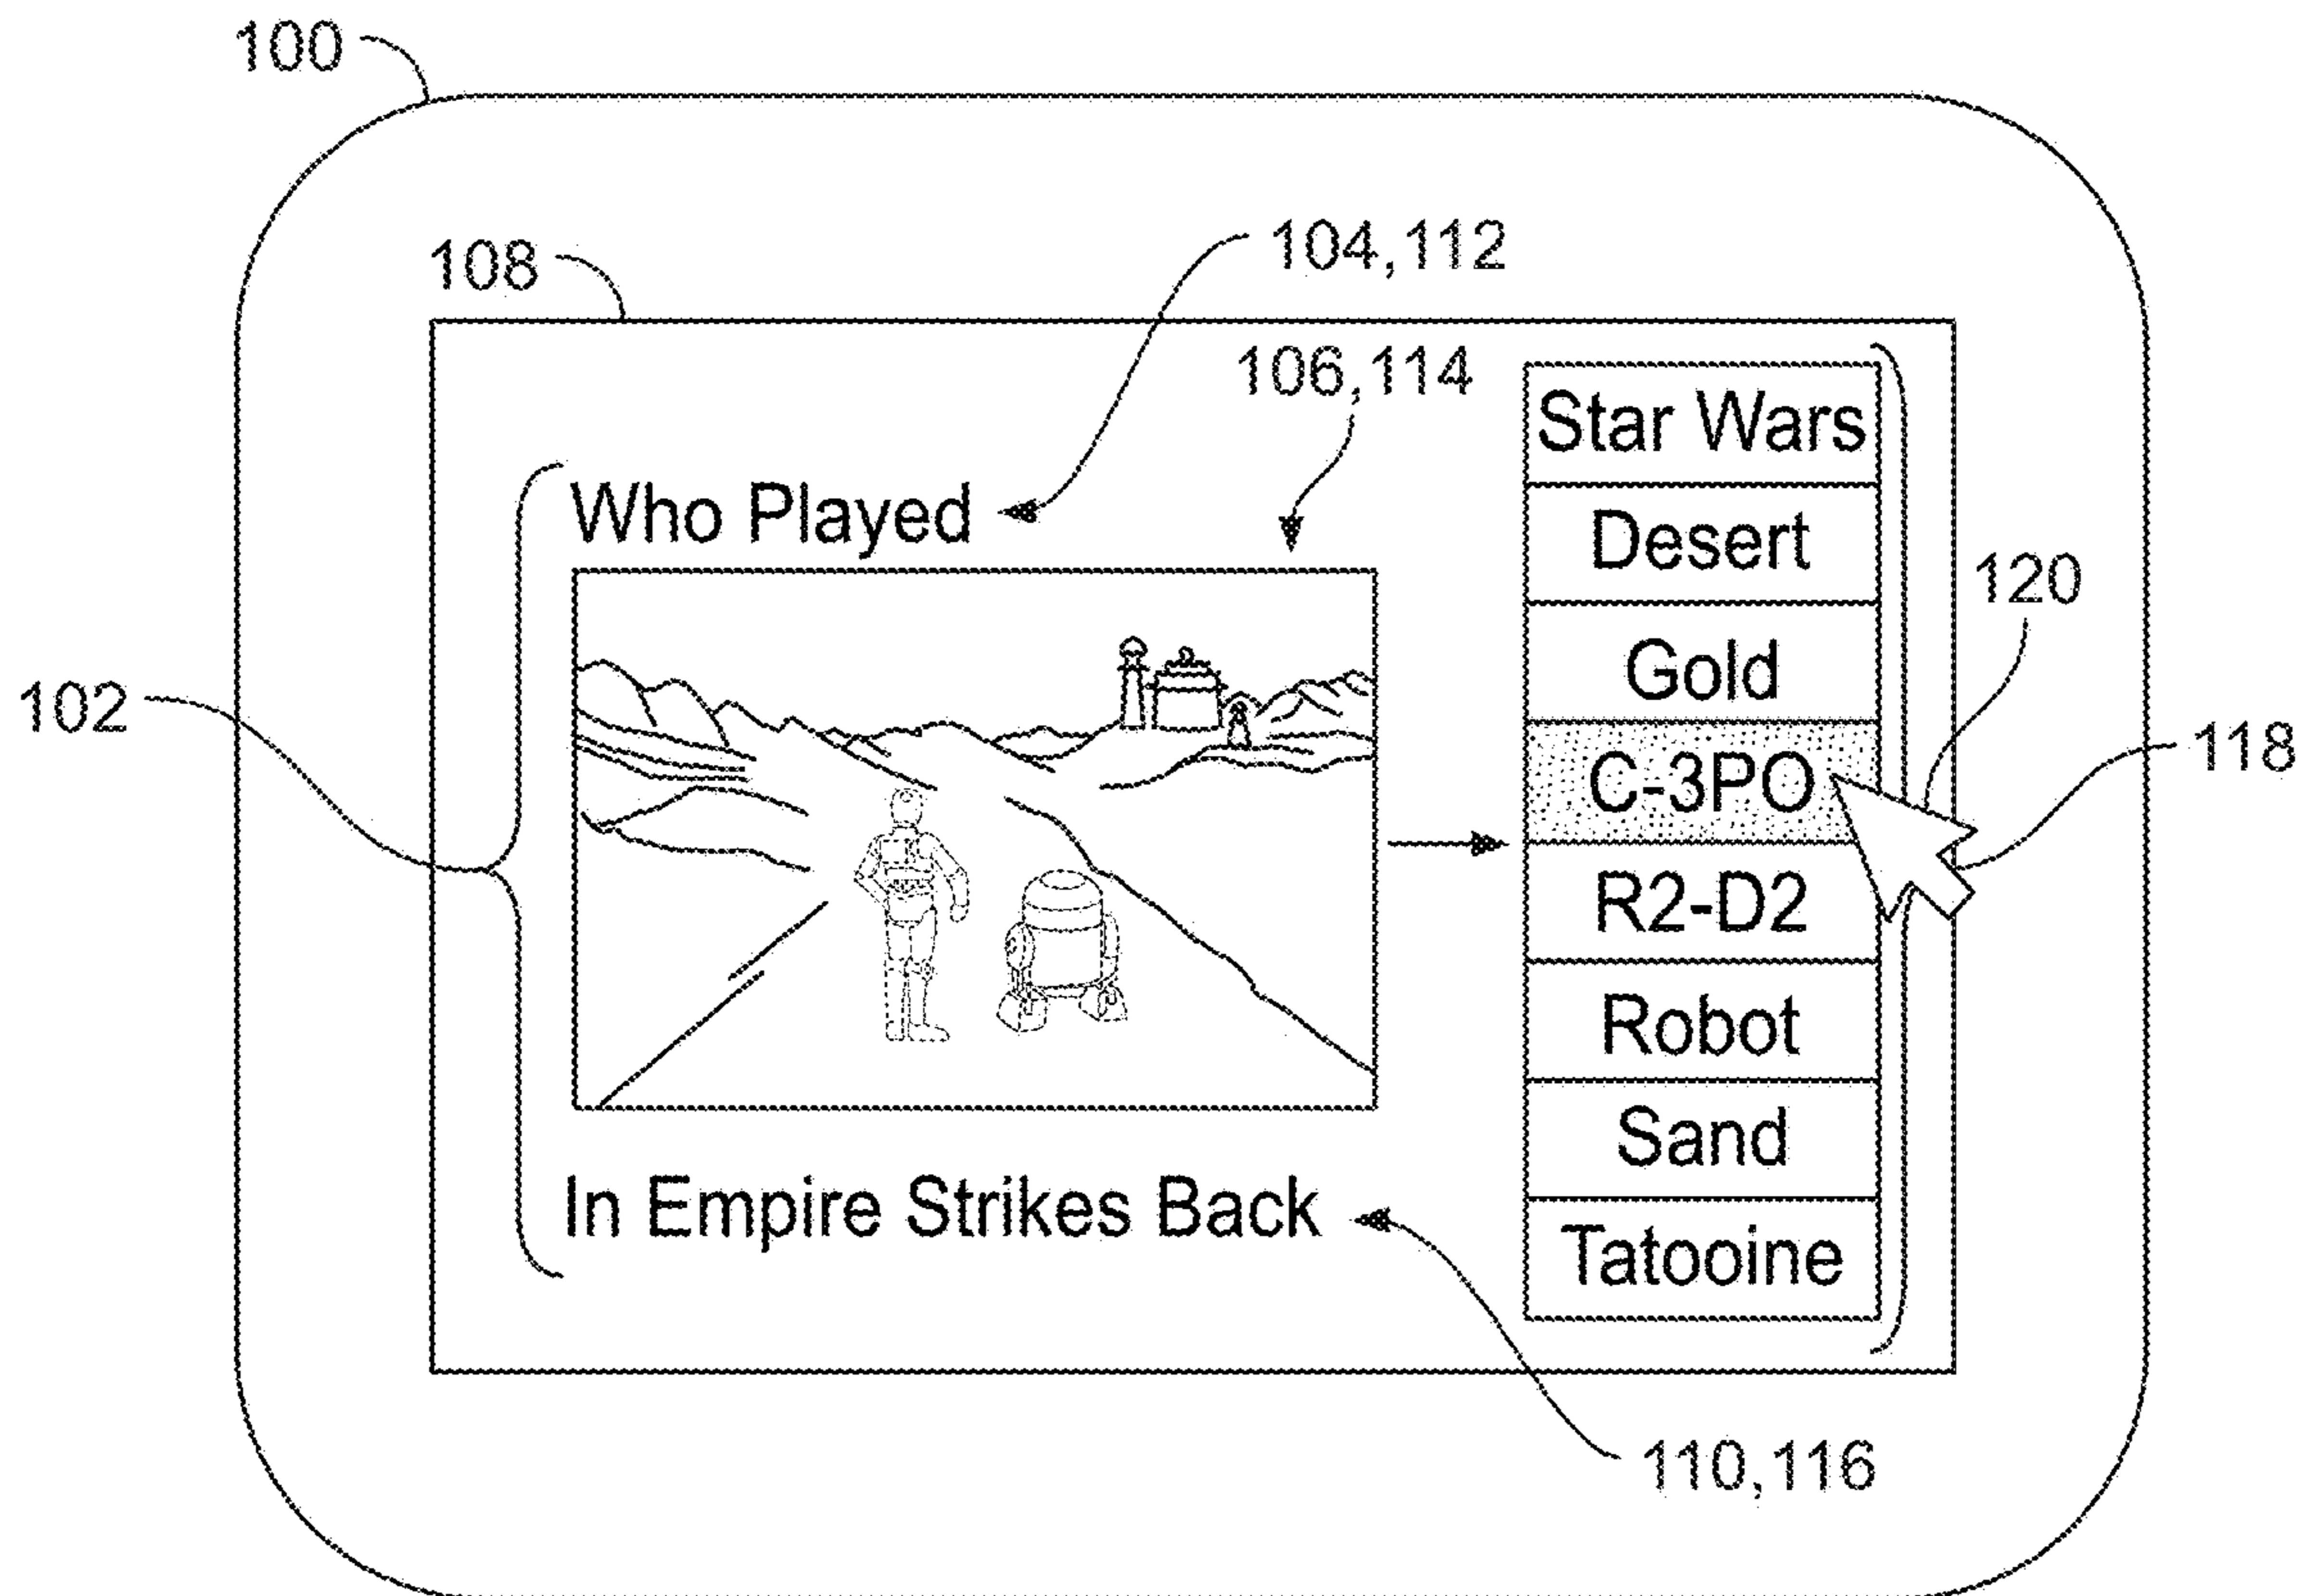 100
108
104,112
106,114
Star Wars
Who Played
Desert
120
Gold
102
118
C-3PO
R2-D2
Robot
Sand
In Empire Strikes Back
Tatooine
110,116